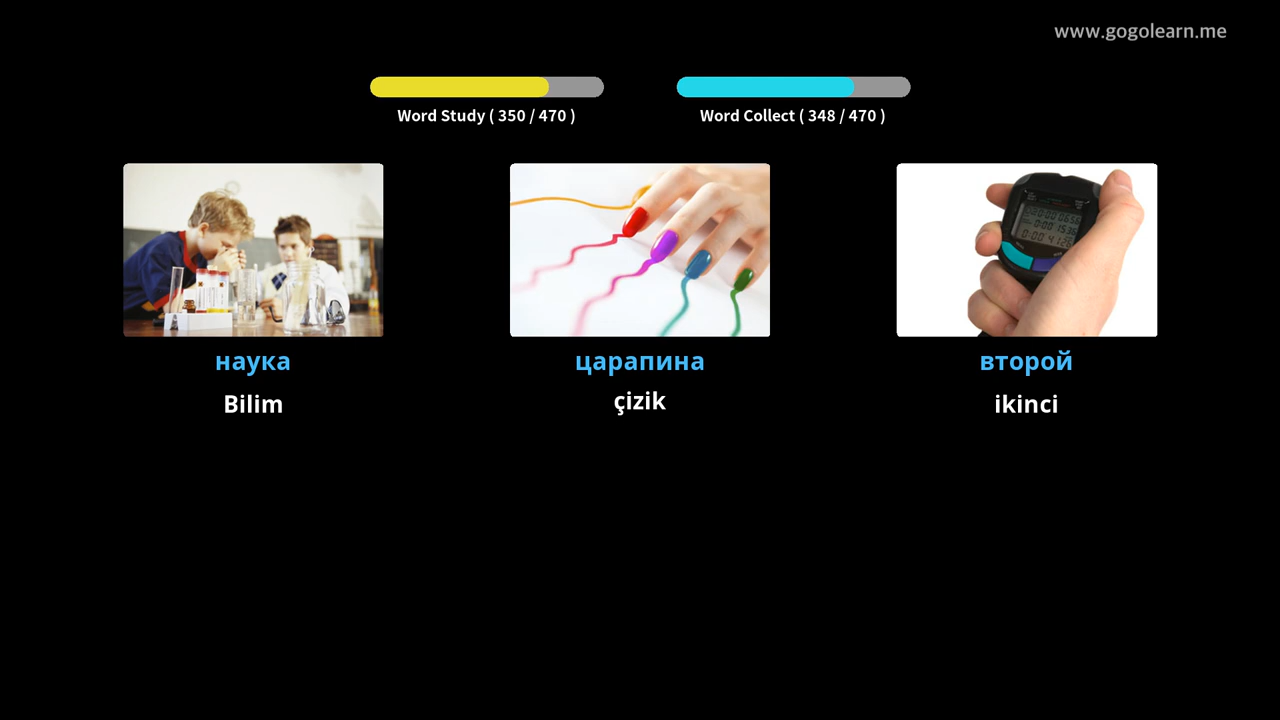 www.gogolearn.me
Word Study ( 350 / 470 )
Word Collect ( 348 / 470 )
наука
царапина
второй
Bilim
çizik
ikinci